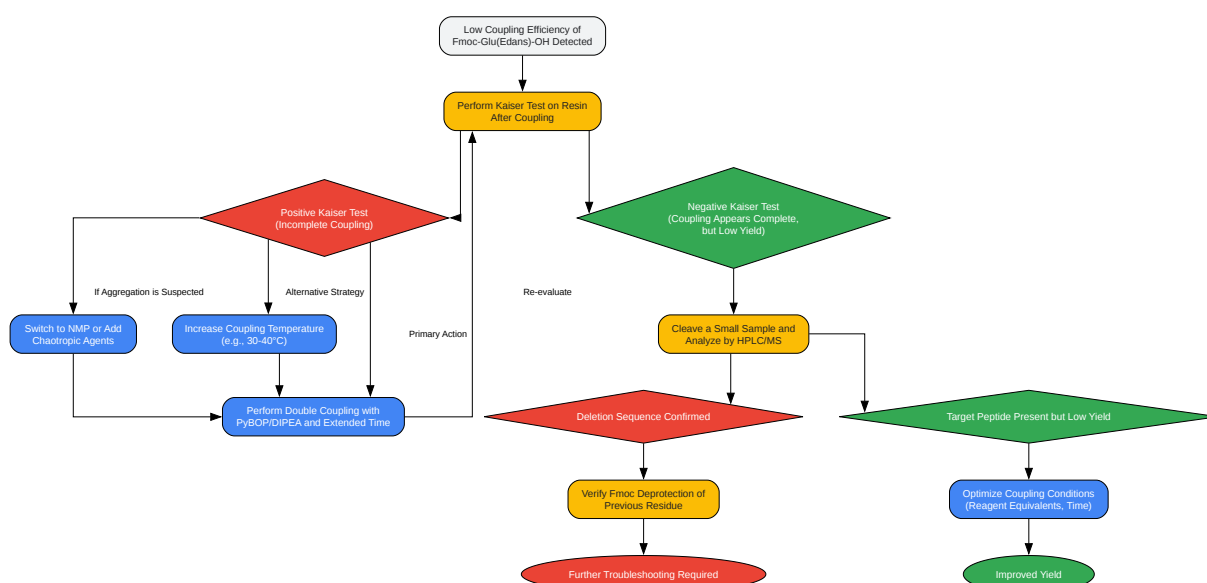 Low Coupling Efficiency of
Fmoc-Glu(Edans)-OH Detected
Perform Kaiser Test on Resin
After Coupling
Positive Kaiser Test
(Incomplete Coupling)
Negative Kaiser Test
(Coupling Appears Complete,
but Low Yield)
If Aggregation is Suspected
Alternative Strategy
Re-evaluate
Switch to NMP or Add
Chaotropic Agents
Increase Coupling Temperature
(e.g., 30-40°C)
Primary Action
Cleave a Small Sample and
Analyze by HPLC/MS
Perform Double Coupling with
PyBOP/DIPEA and Extended Time
Deletion Sequence Confirmed
Target Peptide Present but Low Yield
Verify Fmoc Deprotection of
Previous Residue
Optimize Coupling Conditions
(Reagent Equivalents, Time)
Further Troubleshooting Required
Improved Yield